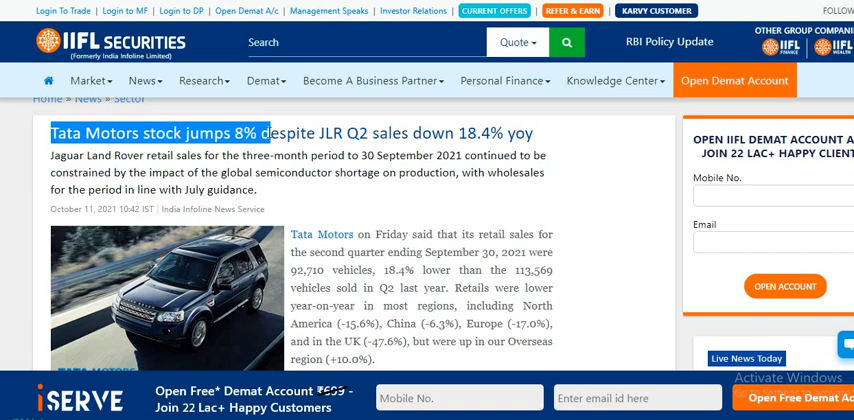 Login To Trade | Login to MF | Login to DP | Open Demat A/c | Management Speaks | Investor Relations | CURRENT OFFERS | REFER & EARN | KARVY CUSTOMER FOLLOW
IIFL SECURITIES
(Formerly India Infoline Limited)
Search
Quote
RBI Policy Update
OTHER GROUP COMPANI
IIFL FINANCE
IIFL WEALTH
Market News Research Demat Become A Business Partner Personal Finance Knowledge Center Open Demat Account
Home » News » Sector
Tata Motors stock jumps 8% despite JLR Q2 sales down 18.4% yoy
Jaguar Land Rover retail sales for the three-month period to 30 September 2021 continued to be
constrained by the impact of the global semiconductor shortage on production, with wholesales
for the period in line with July guidance.
October 11, 2021 10:42 IST | India Infoline News Service
Tata Motors on Friday said that its retail sales for
the second quarter ending September 30, 2021 were
92,710 vehicles, 18.4% lower than the 113,569
vehicles sold in Q2 last year. Retails were lower
year-on-year in most regions, including North
America (-15.6%), China (-6.3%), Europe (-17.0%),
and in the UK (-47.6%), but were up in our Overseas
region (+10.0%).
TATA MOTORS
OPEN IIFL DEMAT ACCOUNT A
JOIN 22 LAC+ HAPPY CLIENT
Mobile No.
Email
OPEN ACCOUNT
Live News Today
Activate Windows
iSERVE
Open Free* Demat Account ₹699 -
Join 22 Lac+ Happy Customers
Mobile No.
Enter email id here
Open Free Demat Ac